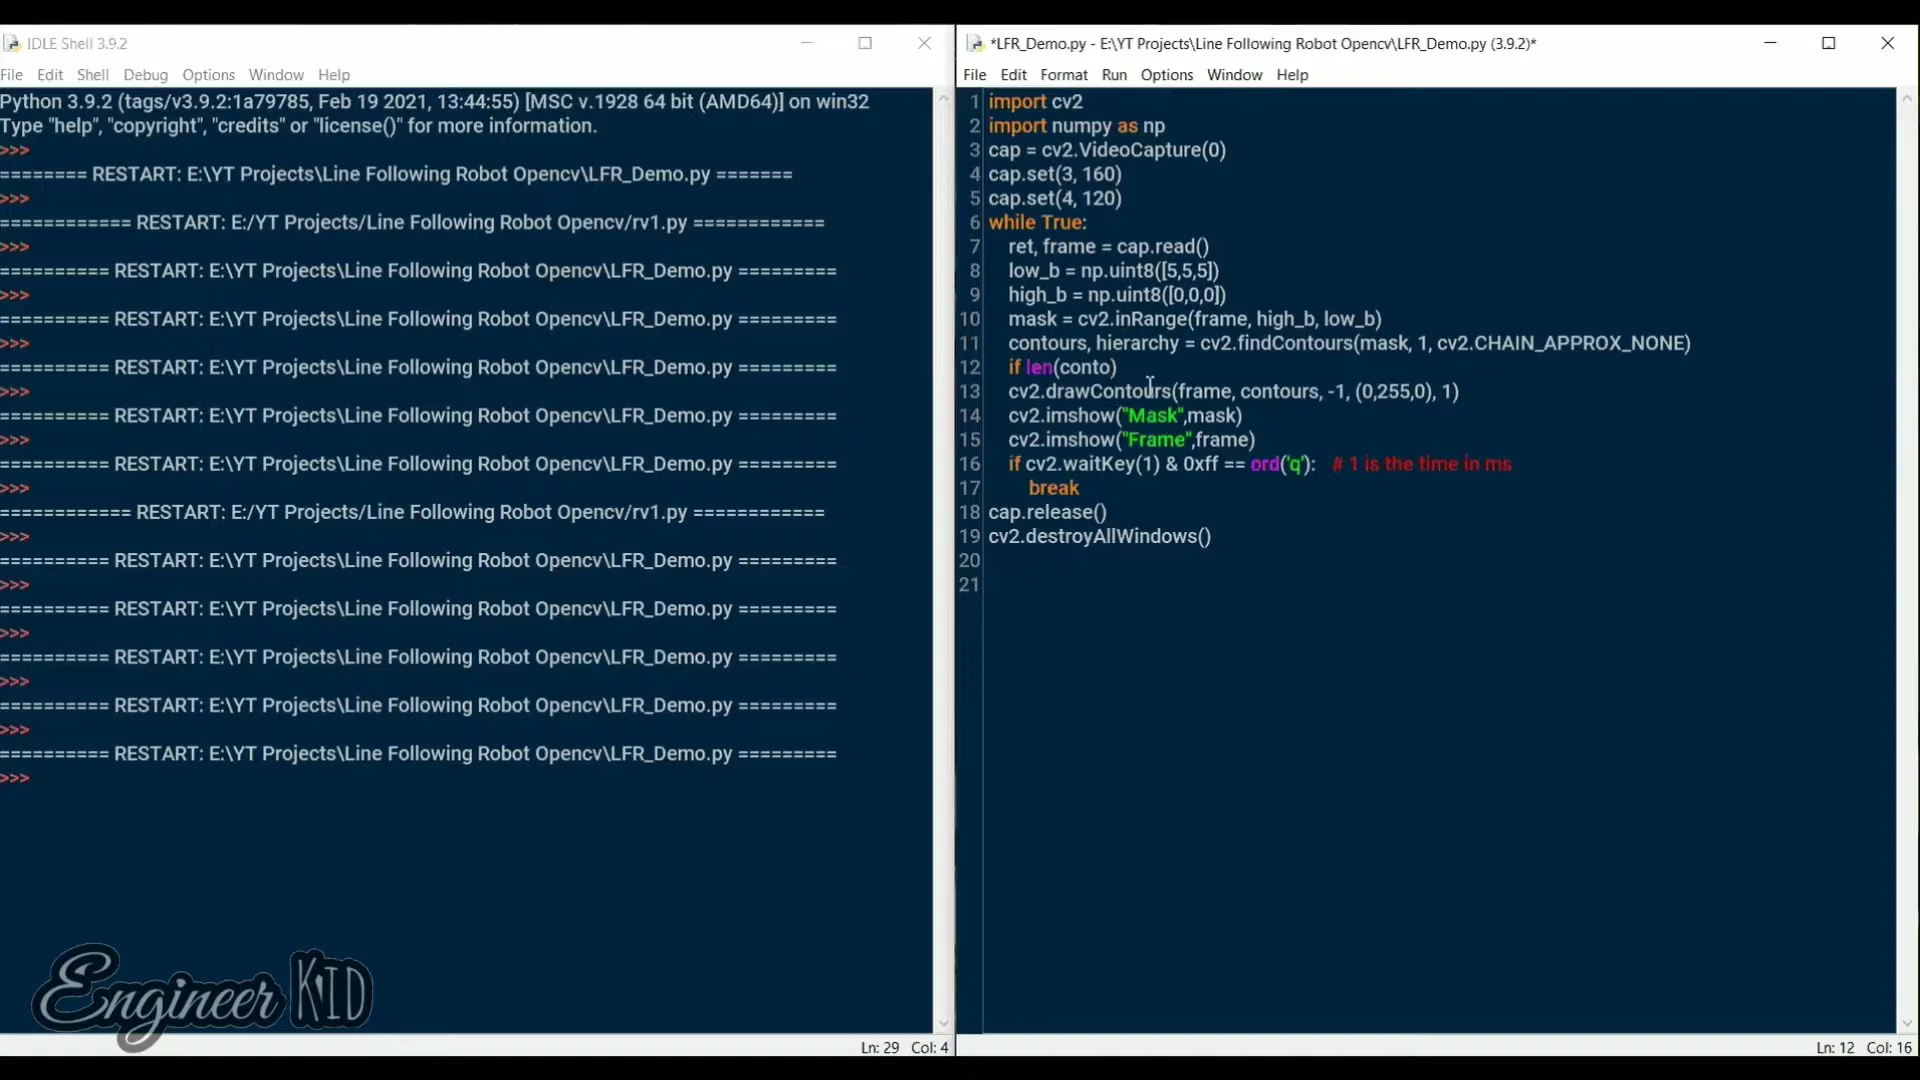 IDLE Shell 3.9.2
File Edit Shell Debug Options Window Help
Python 3.9.2 (tags/v3.9.2:1a79785, Feb 19 2021, 13:44:55) [MSC v.1928 64 bit (AMD64)] on win32
Type "help", "copyright", "credits" or "license()" for more information.
>>>
======== RESTART: E:\YT Projects\Line Following Robot Opencv\LFR_Demo.py =======
>>>
============ RESTART: E:/YT Projects/Line Following Robot Opencv/rv1.py ============
>>>
========== RESTART: E:\YT Projects\Line Following Robot Opencv\LFR_Demo.py =========
>>>
========== RESTART: E:\YT Projects\Line Following Robot Opencv\LFR_Demo.py =========
>>>
========== RESTART: E:\YT Projects\Line Following Robot Opencv\LFR_Demo.py =========
>>>
========== RESTART: E:\YT Projects\Line Following Robot Opencv\LFR_Demo.py =========
>>>
========== RESTART: E:\YT Projects\Line Following Robot Opencv\LFR_Demo.py =========
>>>
============ RESTART: E:/YT Projects/Line Following Robot Opencv/rv1.py ============
>>>
========== RESTART: E:\YT Projects\Line Following Robot Opencv\LFR_Demo.py =========
>>>
========== RESTART: E:\YT Projects\Line Following Robot Opencv\LFR_Demo.py =========
>>>
========== RESTART: E:\YT Projects\Line Following Robot Opencv\LFR_Demo.py =========
>>>
========== RESTART: E:\YT Projects\Line Following Robot Opencv\LFR_Demo.py =========
>>>
========== RESTART: E:\YT Projects\Line Following Robot Opencv\LFR_Demo.py =========
>>>
Engineer KID
Ln: 29 Col: 4
*LFR_Demo.py - E:\YT Projects\Line Following Robot Opencv\LFR_Demo.py (3.9.2)*
File Edit Format Run Options Window Help
1 import cv2
2 import numpy as np
3 cap = cv2.VideoCapture(0)
4 cap.set(3, 160)
5 cap.set(4, 120)
6 while True:
7 ret, frame = cap.read()
8 low_b = np.uint8([5,5,5])
9 high_b = np.uint8([0,0,0])
10 mask = cv2.inRange(frame, high_b, low_b)
11 contours, hierarchy = cv2.findContours(mask, 1, cv2.CHAIN_APPROX_NONE)
12 if len(conto)
13 cv2.drawContours(frame, contours, -1, (0,255,0), 1)
14 cv2.imshow("Mask",mask)
15 cv2.imshow("Frame",frame)
16 if cv2.waitKey(1) & 0xff == ord('q'): # 1 is the time in ms
17 break
18 cap.release()
19 cv2.destroyAllWindows()
20
21
Ln: 12 Col: 16